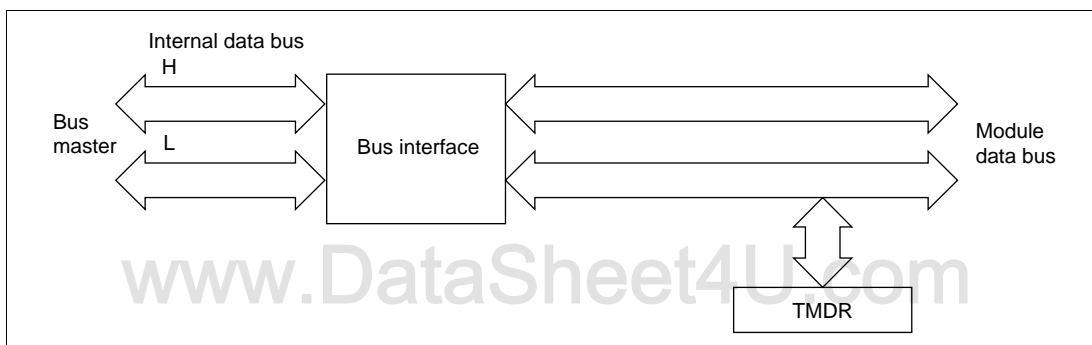 Internal data bus
H
Bus
master
L
Bus interface
Module
data bus
www.DataSheet4U.com
TMDR